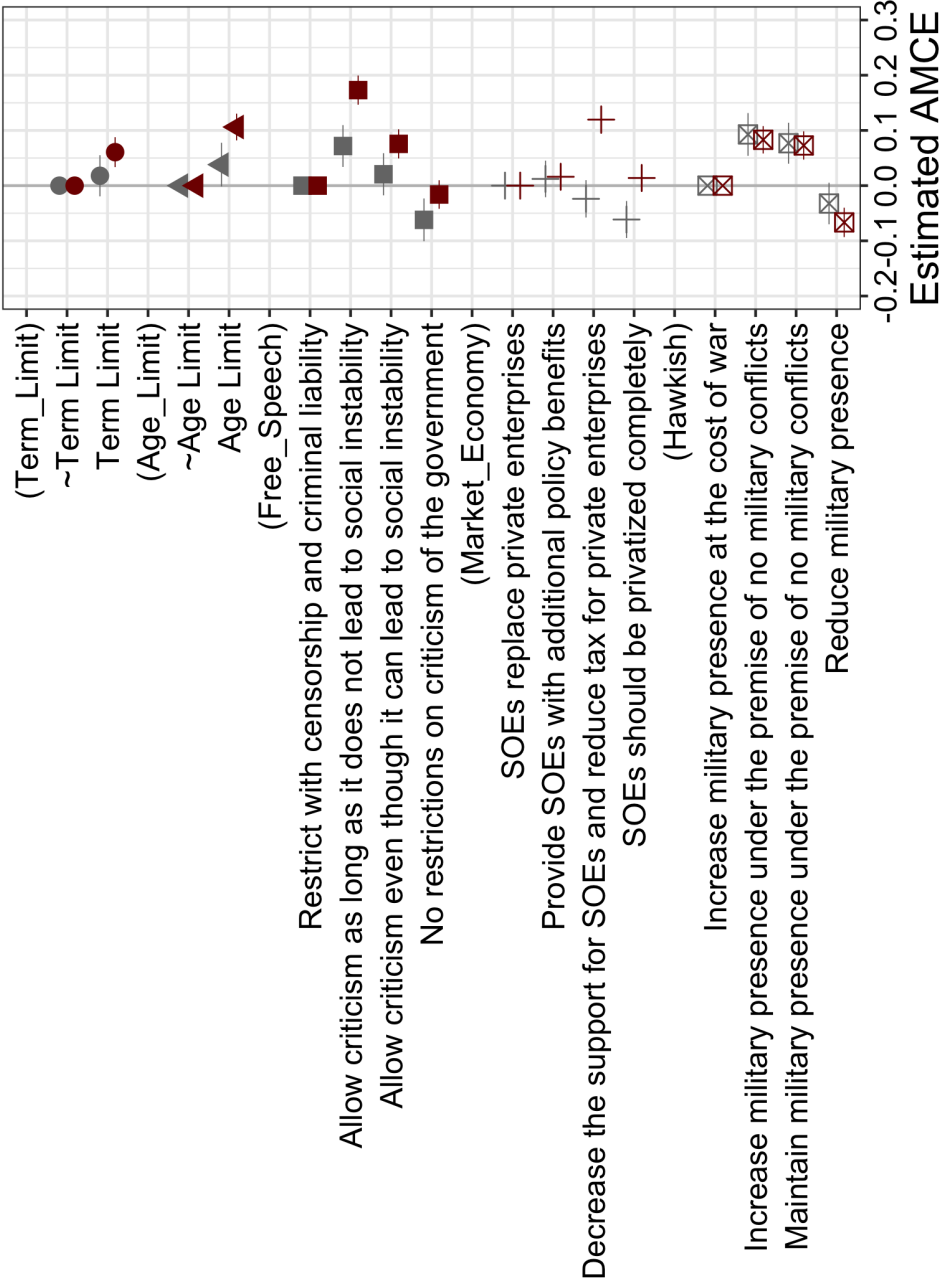 (Term_Limit)
~Term Limit
Term Limit
(Age_Limit)
~Age Limit
Age Limit
(Free_Speech)
Restrict with censorship and criminal liability
Allow criticism as long as it does not lead to social instability
Allow criticism even though it can lead to social instability
No restrictions on criticism of the government
(Market_Economy)
SOEs replace private enterprises
Provide SOEs with additional policy benefits
Decrease the support for SOEs and reduce tax for private enterprises
SOEs should be privatized completely
(Hawkish)
Increase military presence at the cost of war
Increase military presence under the premise of no military conflicts
Maintain military presence under the premise of no military conflicts
Reduce military presence
-0.2 -0.1 0.0 0.1 0.2 0.3
Estimated AMCE